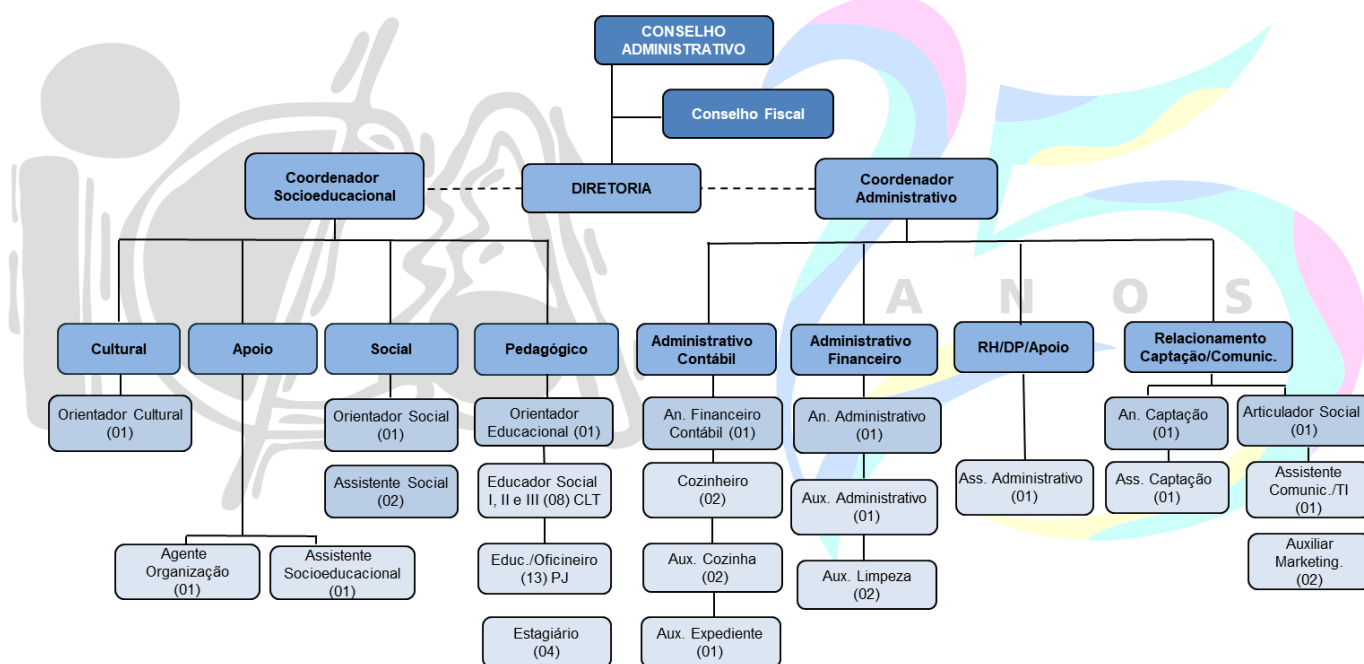 CONSELHO
ADMINISTRATIVO
Conselho Fiscal
Coordenador
Socioeducacional
DIRETORIA
Coordenador
Administrativo
A N O S
Cultural
Apoio
Social
Pedagógico
Administrativo
Contábil
Administrativo
Financeiro
RH/DP/Apoio
Relacionamento
Captação/Comunic.
Orientador Cultural
(01)
Orientador Social
(01)
Orientador
Educacional (01)
An. Financeiro
Contábil (01)
An. Administrativo
(01)
An. Captação
(01)
Articulador Social
(01)
Assistente Social
(02)
Educador Social
I, II e III (08) CLT
Cozinheiro
(02)
Aux. Administrativo
(01)
Ass. Administrativo
(01)
Ass. Captação
(01)
Assistente
Comunic./TI
(01)
Agente
Organização
(01)
Assistente
Socioeducacional
(01)
Educ./Oficineiro
(13) PJ
Aux. Cozinha
(02)
Aux. Limpeza
(02)
Auxiliar
Marketing.
(02)
Estagiário
(04)
Aux. Expediente
(01)